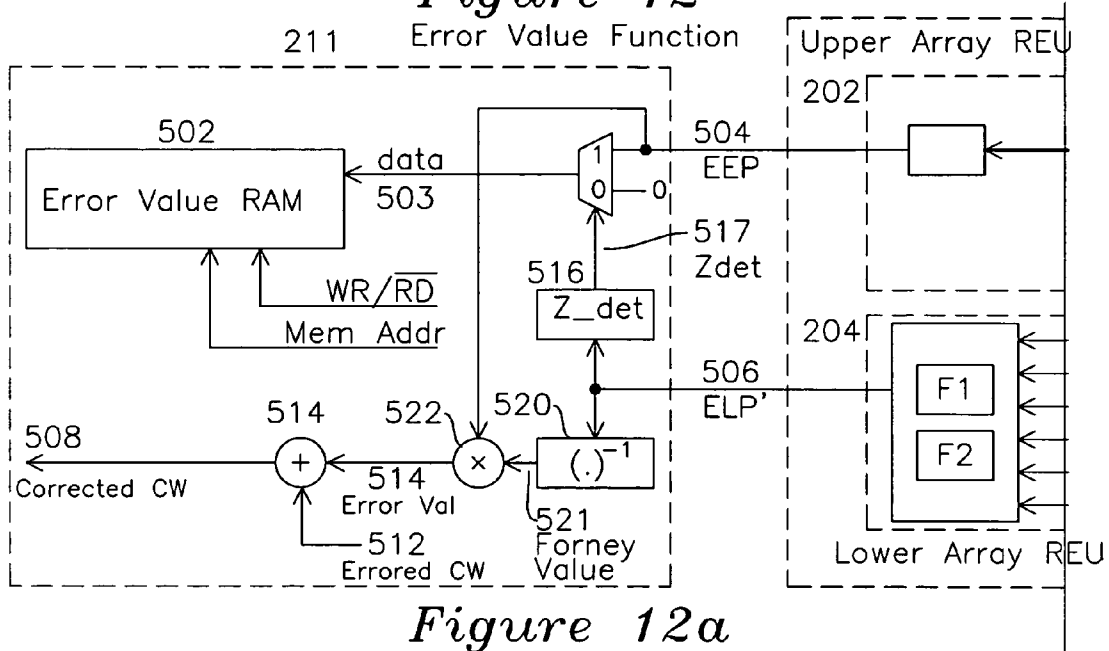 Figure 12
211 Error Value Function
Upper Array REU
202
502
504
EEP
data
503
1
0
0
Error Value RAM
517
Zdet
516
Z_det
WR/RD
Mem Addr
204
506
ELP'
F1
F2
520
522
514
508
+
×
(.)⁻¹
Corrected CW
514
Error Val
521
Forney
Value
512
Errored CW
Lower Array REU
Figure 12a